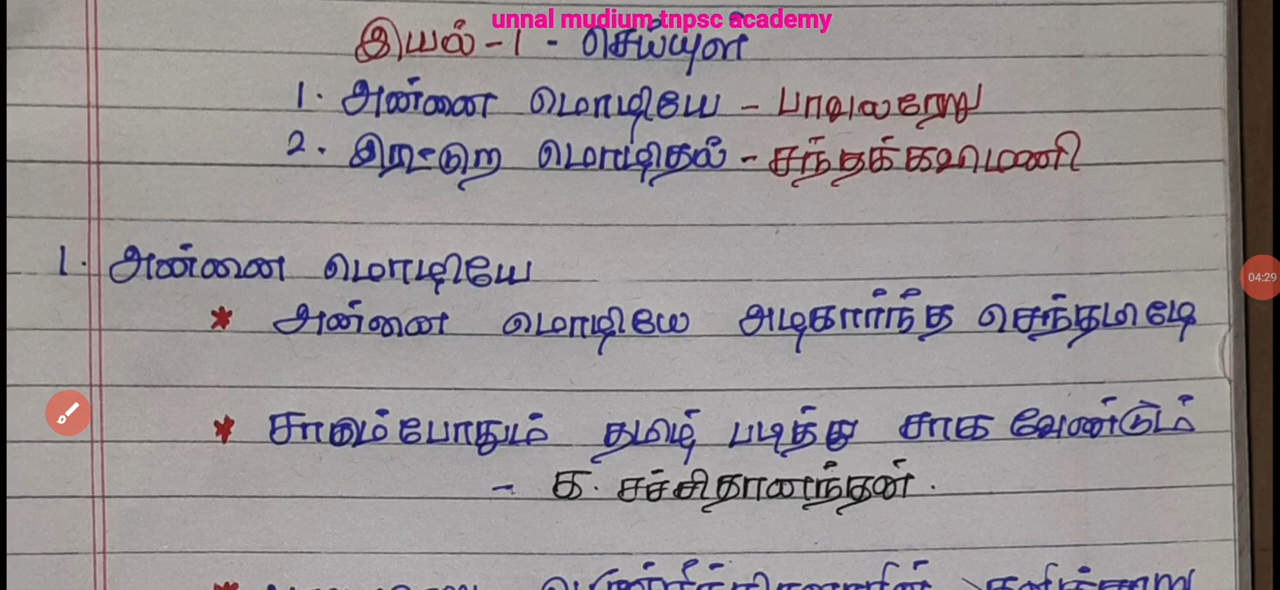 unnal mudium tnpsc academy
இயல் - 1 - செய்யுள்
1. அன்னை மொழியே - பாவலரேறு
2. இரட்டுற மொழிதல் - சந்தக்கவிமணி
1. அன்னை மொழியே
* அன்னை மொழியே அழகார்ந்த செந்தமிழே
04:29
* சாகும்போதும் தமிழ் படித்து சாக வேண்டும்
- க. சச்சிதானந்தன்.